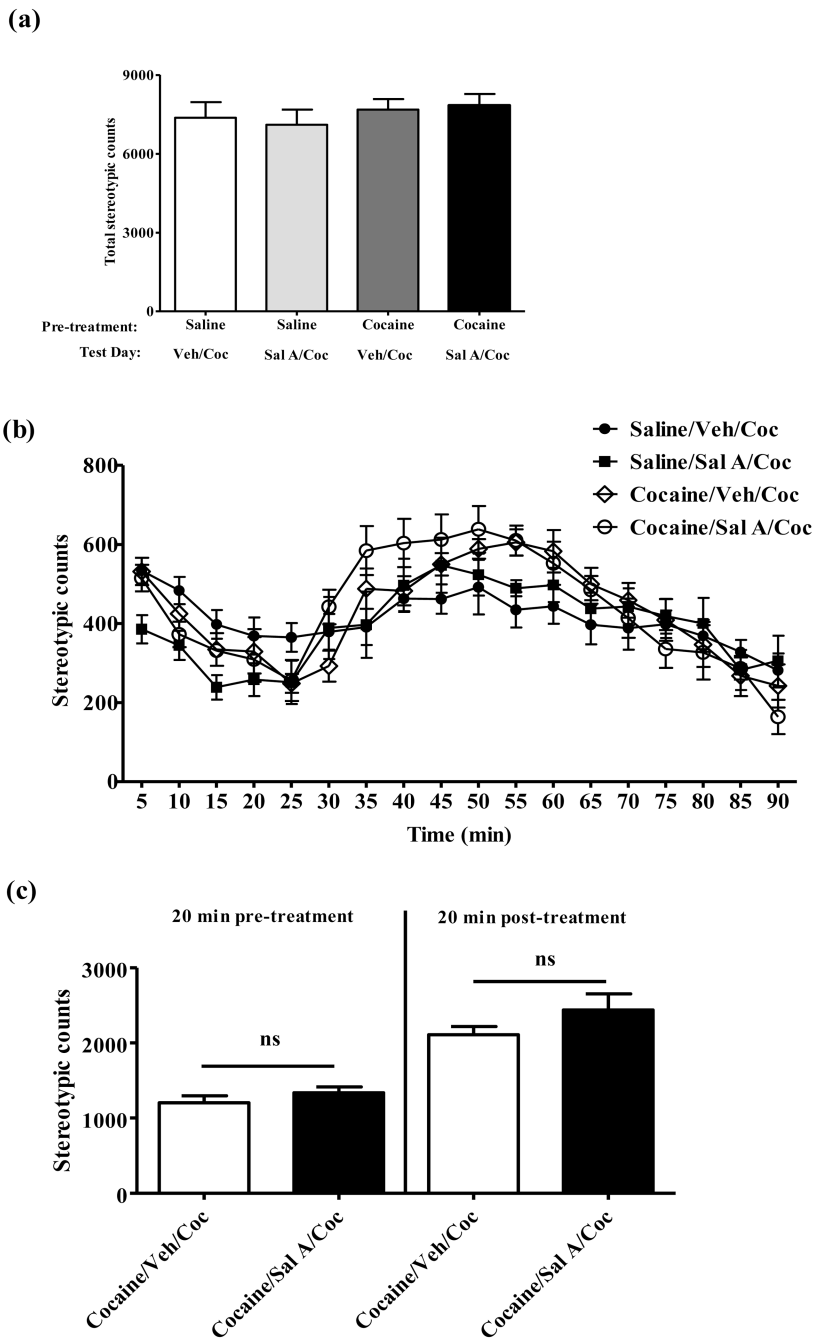 (a)
9000
6000
3000
0
Total stereotypic counts
Pre-treatment: Saline Saline Cocaine Cocaine
Test Day: Veh/Coc Sal A/Coc Veh/Coc Sal A/Coc
(b)
Saline/Veh/Coc
Saline/Sal A/Coc
Cocaine/Veh/Coc
Cocaine/Sal A/Coc
800
600
400
200
0
Stereotypic counts
5 10 15 20 25 30 35 40 45 50 55 60 65 70 75 80 85 90
Time (min)
(c)
20 min pre-treatment
20 min post-treatment
3000
2000
1000
0
Stereotypic counts
ns
ns
Cocaine/Veh/Coc
Cocaine/Sal A/Coc
Cocaine/Veh/Coc
Cocaine/Sal A/Coc